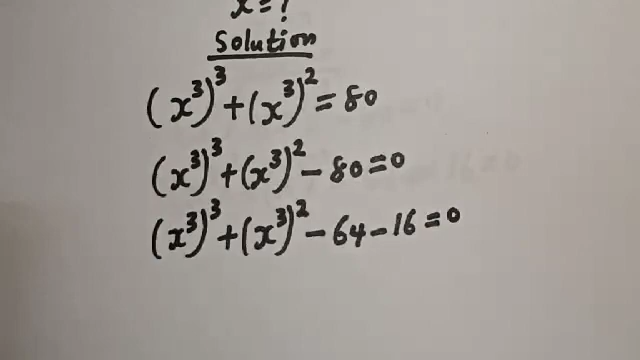 x = ?
Solution
(x³)³ + (x³)² = 80
(x³)³ + (x³)² - 80 = 0
(x³)³ + (x³)² - 64 - 16 = 0